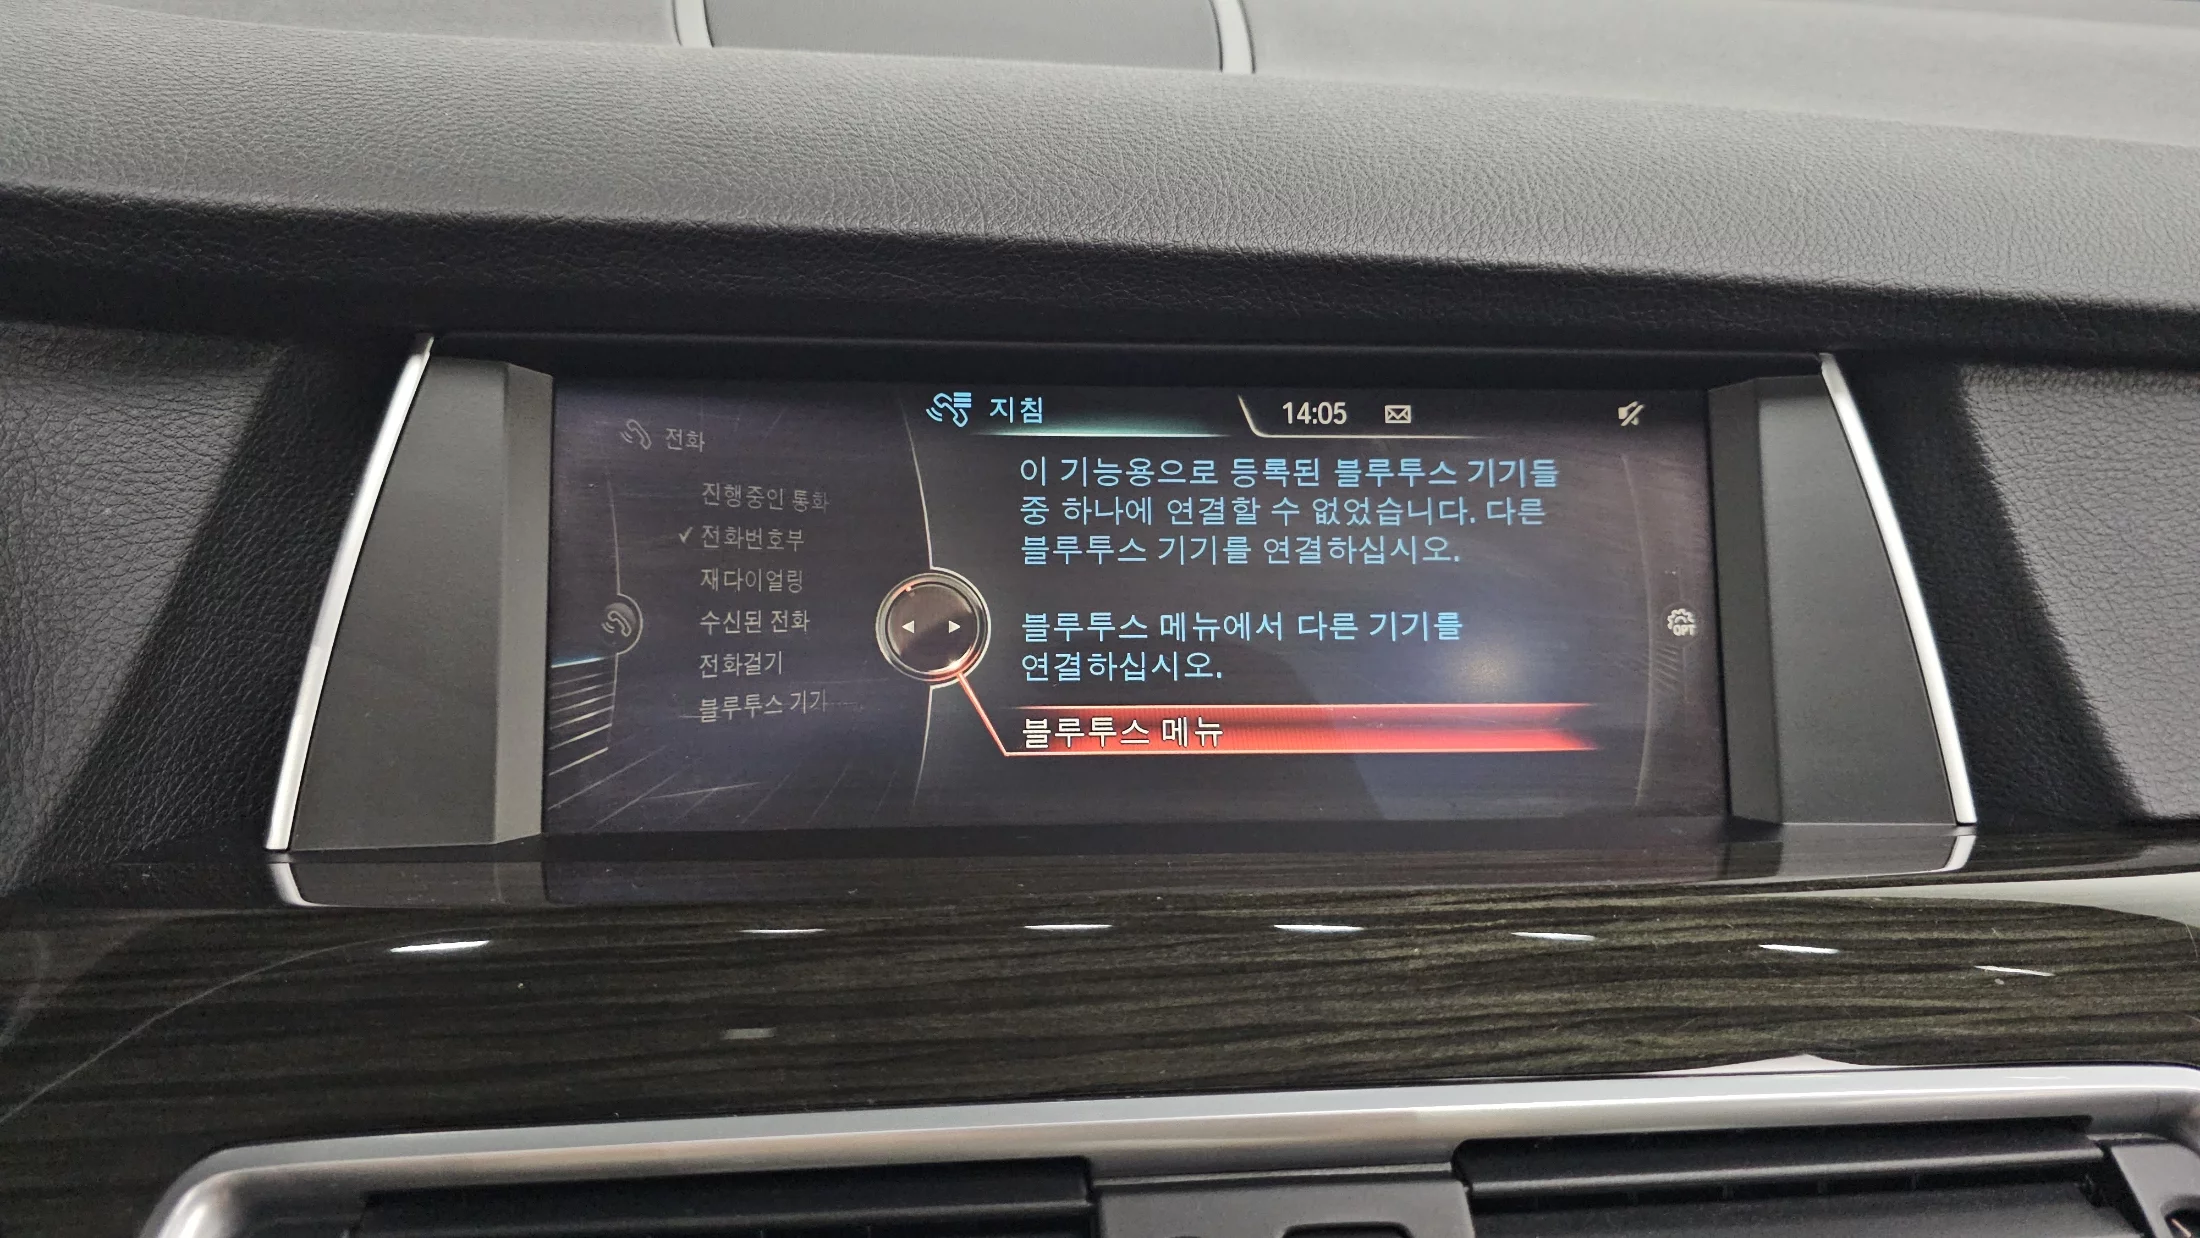 전화
진행중인 통화
전화번호부
재다이얼링
수신된 전화
전화걸기
블루투스 기기
지침
14:05
이 기능용으로 등록된 블루투스 기기들
중 하나에 연결할 수 없었습니다. 다른
블루투스 기기를 연결하십시오.
블루투스 메뉴에서 다른 기기를
연결하십시오.
블루투스 메뉴
OPT